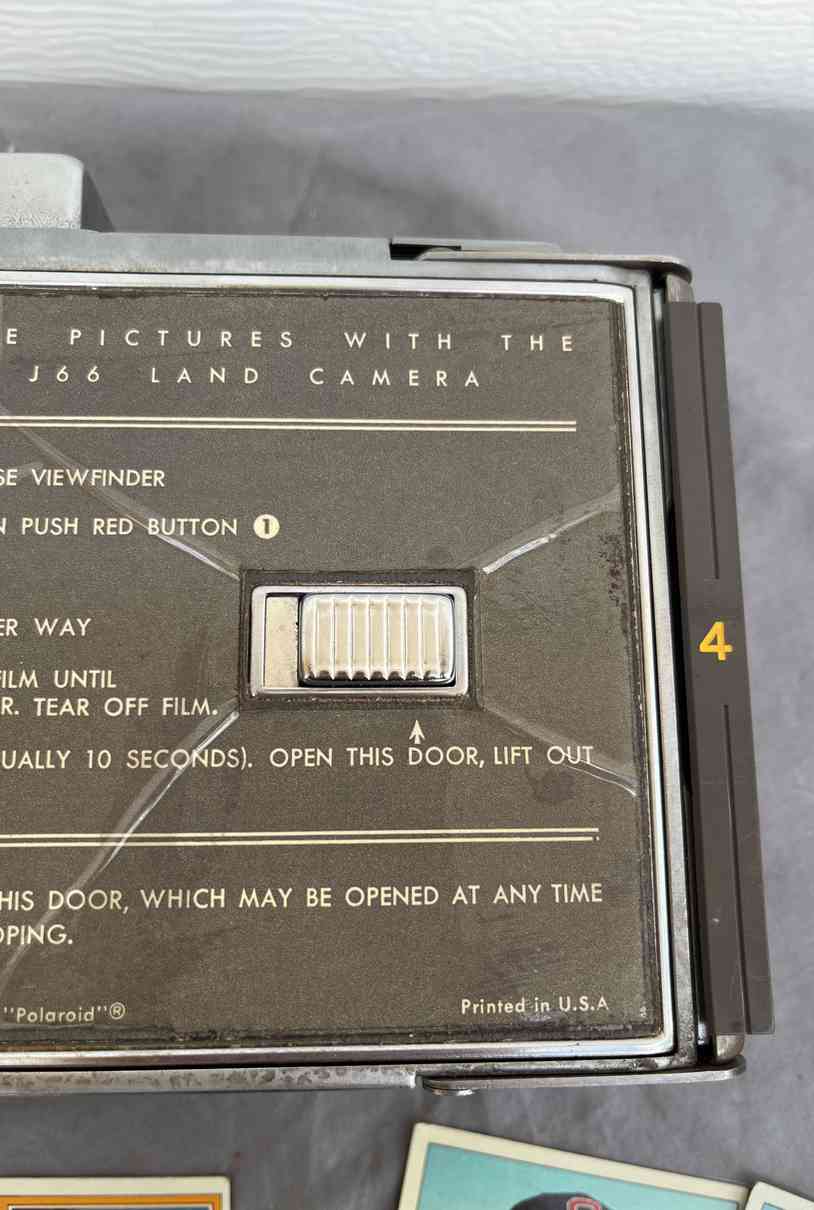 E PICTURES WITH THE
J66 LAND CAMERA
SE VIEWFINDER
N PUSH RED BUTTON 1
ER WAY
FILM UNTIL
R. TEAR OFF FILM.
UALLY 10 SECONDS). OPEN THIS DOOR, LIFT OUT
4
HIS DOOR, WHICH MAY BE OPENED AT ANY TIME
OPING.
"Polaroid"® Printed in U.S.A